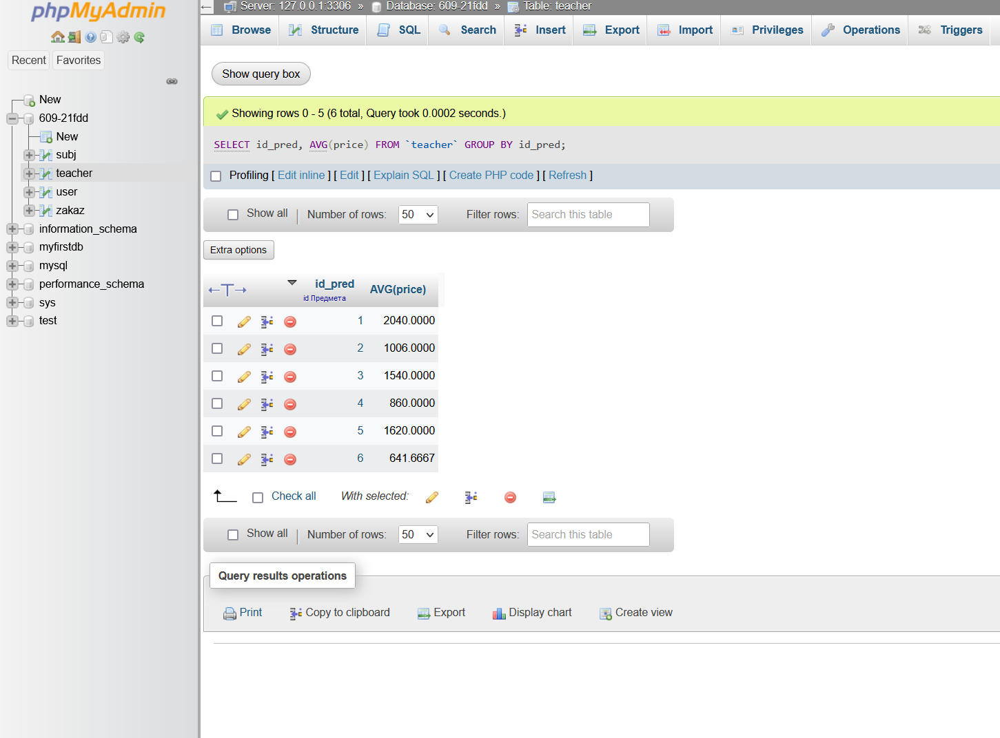 phpMyAdmin
Recent
Favorites
New
609-21fdd
New
subj
teacher
user
zakaz
information_schema
myfirstdb
mysql
performance_schema
sys
test
Server: 127.0.0.1:3306 » Database: 609-21fdd » Table: teacher
Browse Structure SQL Search Insert Export Import Privileges Operations Triggers
Show query box
Showing rows 0 - 5 (6 total, Query took 0.0002 seconds.)
SELECT id_pred, AVG(price) FROM `teacher` GROUP BY id_pred;
Profiling [ Edit inline ] [ Edit ] [ Explain SQL ] [ Create PHP code ] [ Refresh ]
Show all Number of rows: 50 Filter rows: Search this table
Extra options
←T→ id_pred AVG(price)
id Предмета
1 2040.0000
2 1006.0000
3 1540.0000
4 860.0000
5 1620.0000
6 641.6667
Check all With selected:
Show all Number of rows: 50 Filter rows: Search this table
Query results operations
Print Copy to clipboard Export Display chart Create view